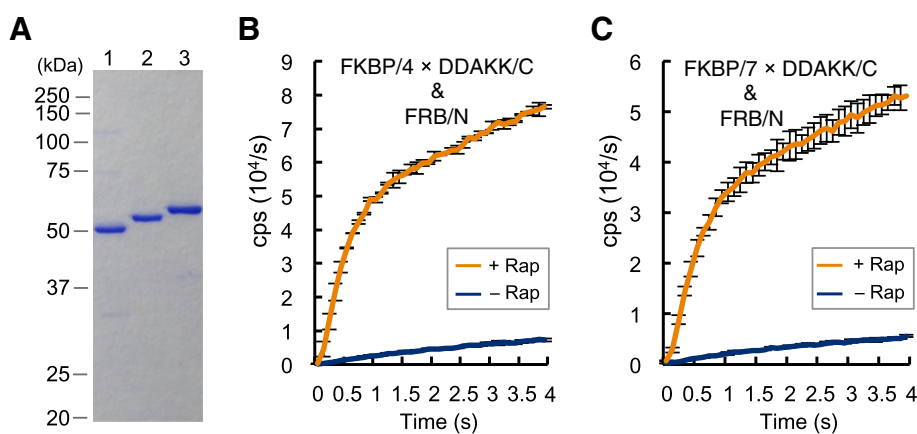 A
(kDa) 1 2 3
250
150
100
75
50
37
25
20
B
FKBP/4 × DDAKK/C
&
FRB/N
cps (10⁴/s)
9
8
7
6
5
4
3
2
1
0
+ Rap
– Rap
0 0.5 1 1.5 2 2.5 3 3.5 4
Time (s)
C
FKBP/7 × DDAKK/C
&
FRB/N
cps (10⁴/s)
6
5
4
3
2
1
0
+ Rap
– Rap
0 0.5 1 1.5 2 2.5 3 3.5 4
Time (s)